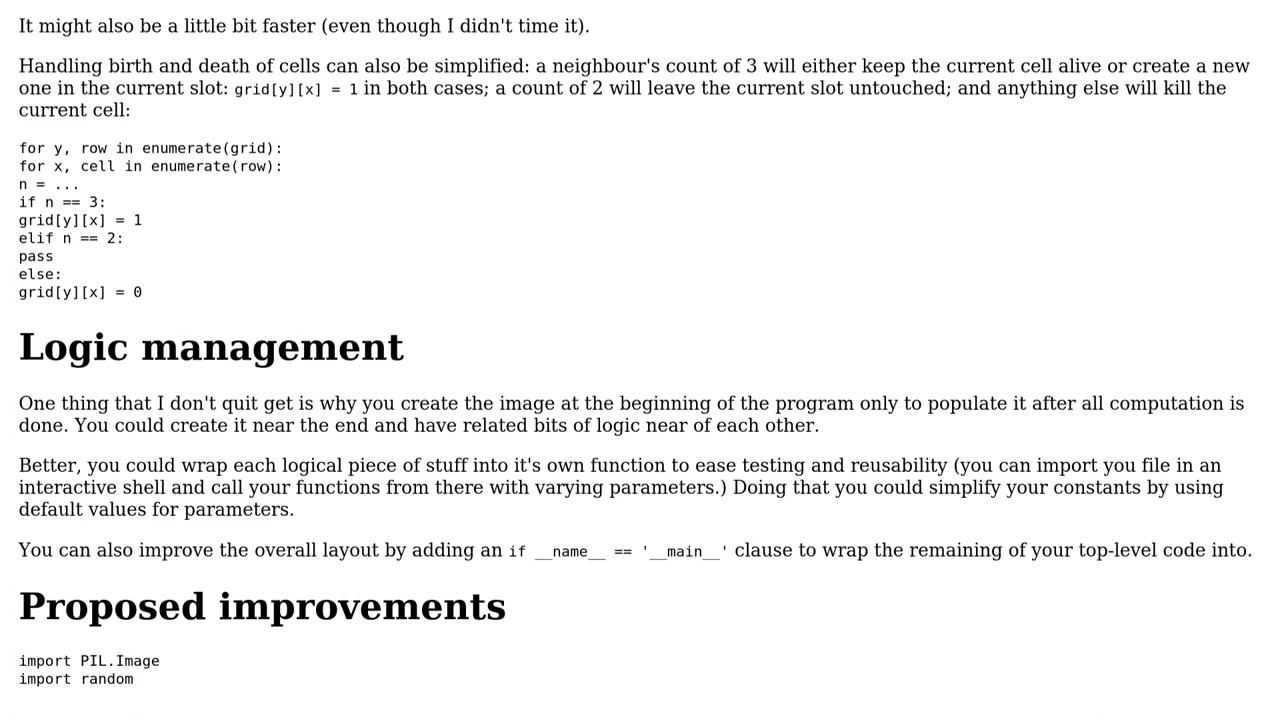 It might also be a little bit faster (even though I didn't time it).
Handling birth and death of cells can also be simplified: a neighbour's count of 3 will either keep the current cell alive or create a new
one in the current slot: grid[y][x] = 1 in both cases; a count of 2 will leave the current slot untouched; and anything else will kill the
current cell:
for y, row in enumerate(grid):
for x, cell in enumerate(row):
n = ...
if n == 3:
grid[y][x] = 1
elif n == 2:
pass
else:
grid[y][x] = 0
Logic management
One thing that I don't quit get is why you create the image at the beginning of the program only to populate it after all computation is
done. You could create it near the end and have related bits of logic near of each other.
Better, you could wrap each logical piece of stuff into it's own function to ease testing and reusability (you can import you file in an
interactive shell and call your functions from there with varying parameters.) Doing that you could simplify your constants by using
default values for parameters.
You can also improve the overall layout by adding an if __name__ == '__main__' clause to wrap the remaining of your top-level code into.
Proposed improvements
import PIL.Image
import random